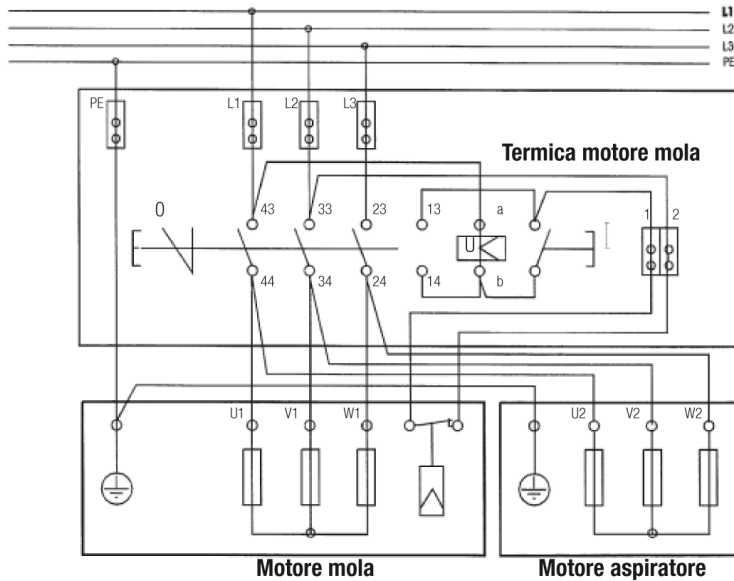 L1
L2
L3
PE
PE L1 L2 L3
Termica motore mola
0 43 33 23 13 a I 1 2
U
44 34 24 14 b
U1 V1 W1 U2 V2 W2
Motore mola Motore aspiratore